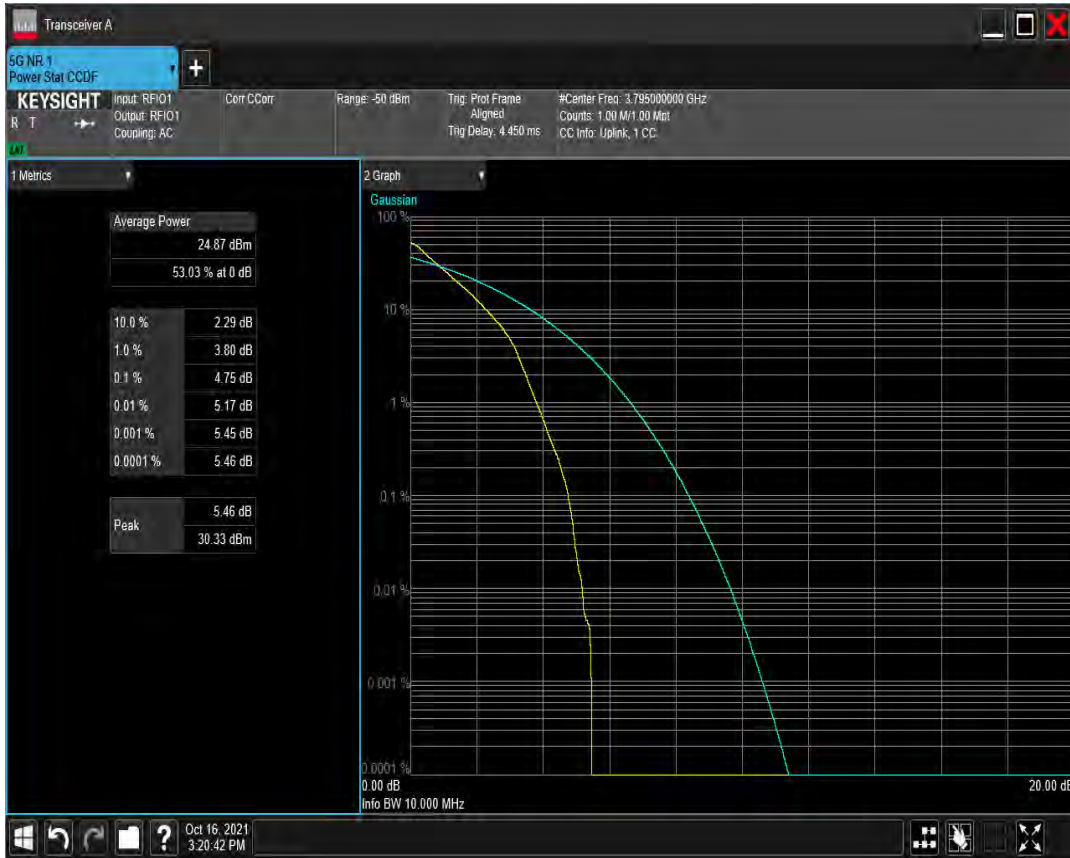 Transceiver A
5G NR 1
Power Stat CCDF
+
KEYSIGHT
R T
Input: RFIO1
Output: RFIO1
Coupling: AC
Corr CCorr
Range: -50 dBm
Trig: Prot Frame
Aligned
Trig Delay: 4.450 ms
#Center Freq: 3.795000000 GHz
Counts: 1.00 M/1.00 Mpt
CC Info: Uplink, 1 CC
1 Metrics
Average Power
24.87 dBm
53.03 % at 0 dB
10.0 % 2.29 dB
1.0 % 3.80 dB
0.1 % 4.75 dB
0.01 % 5.17 dB
0.001 % 5.45 dB
0.0001 % 5.46 dB
Peak
5.46 dB
30.33 dBm
2 Graph
Gaussian
100 %
10 %
1 %
0.1 %
0.01 %
0.001 %
0.0001 %
0.00 dB 20.00 dB
Info BW 10.000 MHz
?
Oct 16, 2021
3:20:42 PM